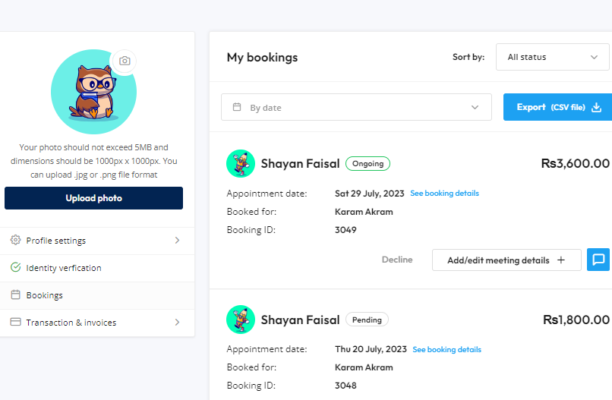 Your photo should not exceed 5MB and
dimensions should be 1000px x 1000px. You
can upload .jpg or .png file format
Upload photo
Profile settings
Identity verfication
Bookings
Transaction & invoices
My bookings
Sort by:
All status
By date
Export (CSV file)
Shayan Faisal Ongoing Rs3,600.00
Appointment date: Sat 29 July, 2023 See booking details
Booked for: Karam Akram
Booking ID: 3049
Decline Add/edit meeting details +
Shayan Faisal Pending Rs1,800.00
Appointment date: Thu 20 July, 2023 See booking details
Booked for: Karam Akram
Booking ID: 3048